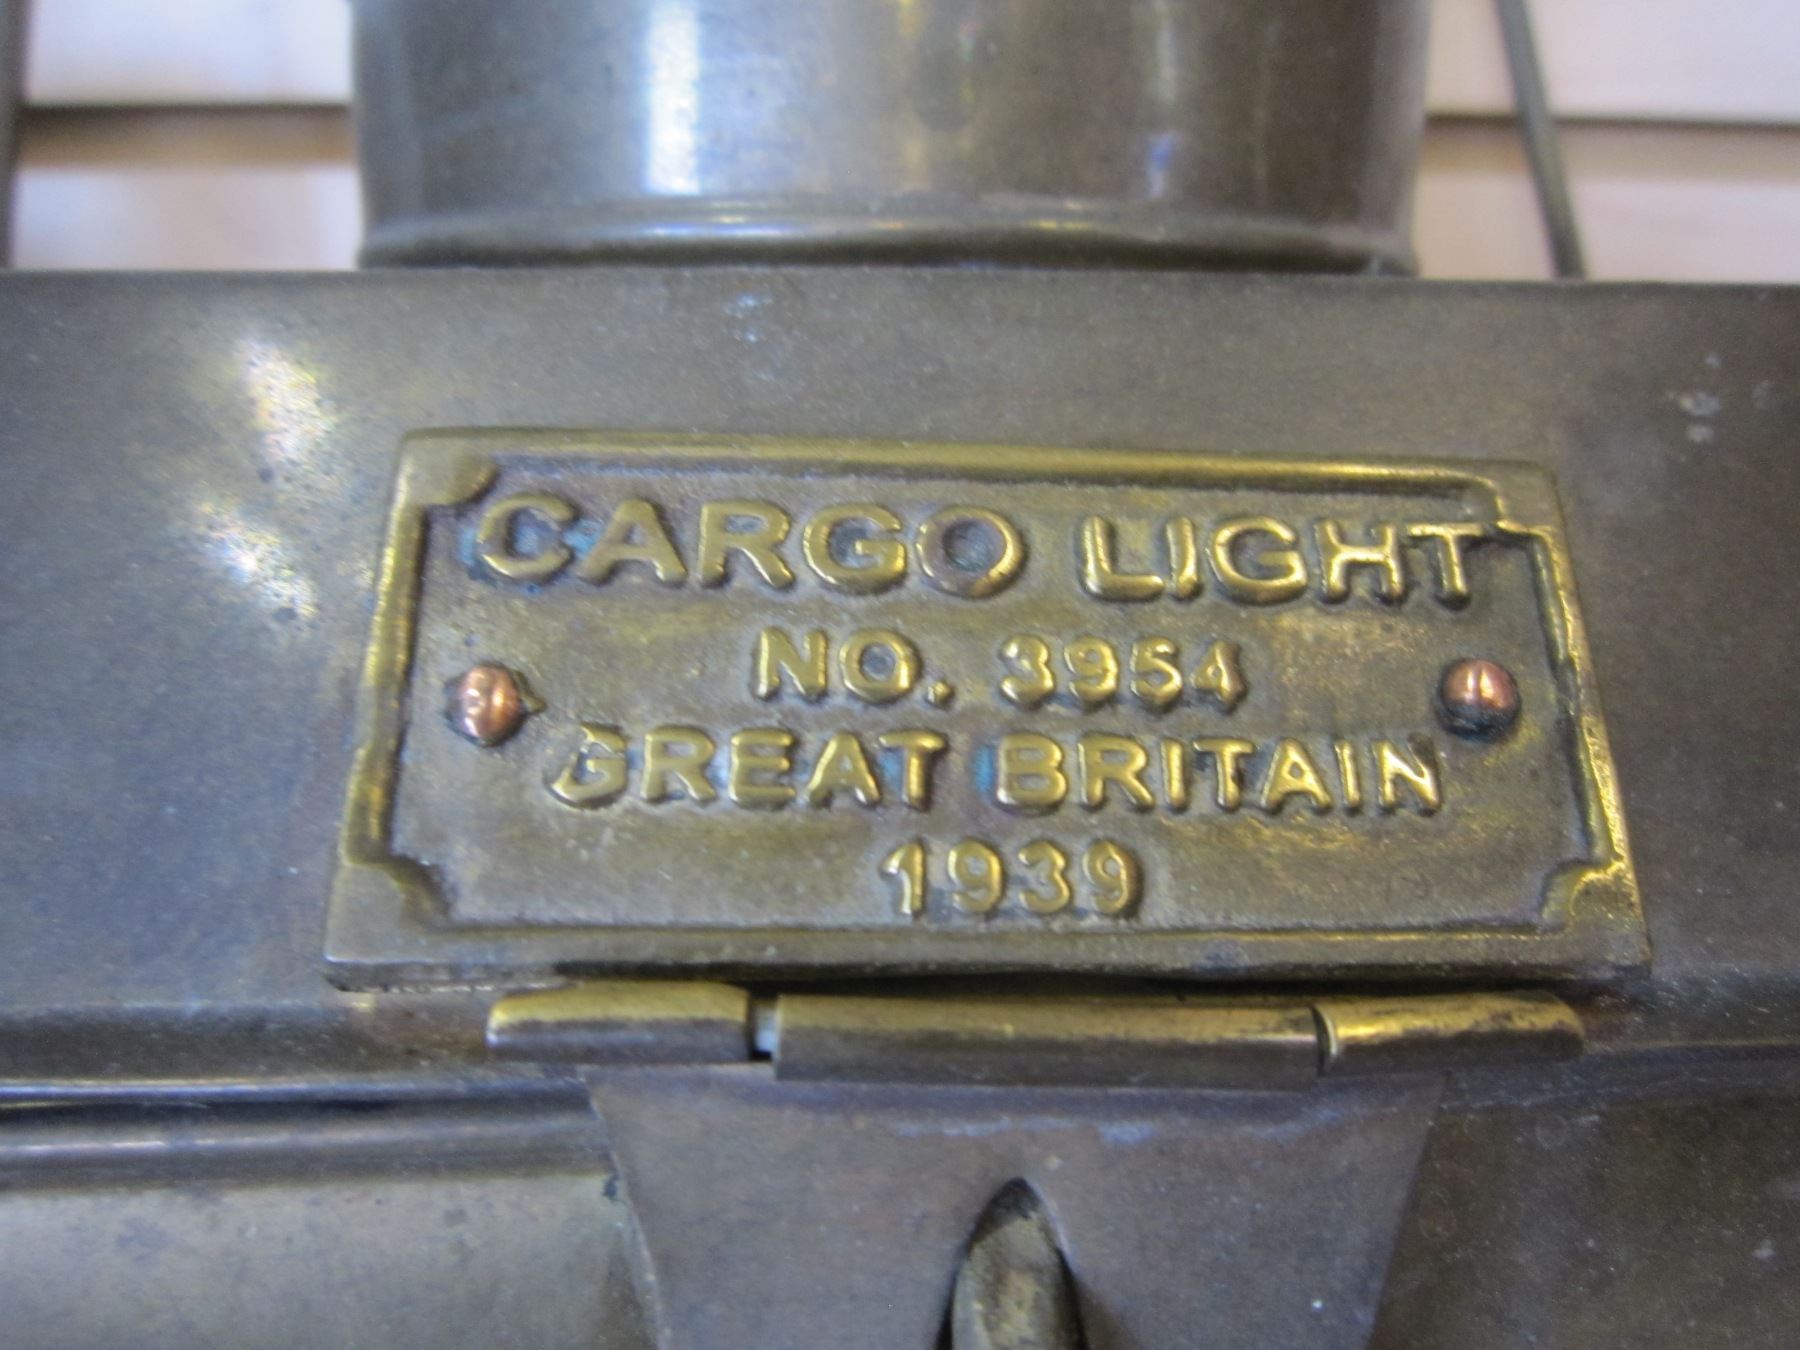 CARGO LIGHT
NO. 3954
GREAT BRITAIN
1939